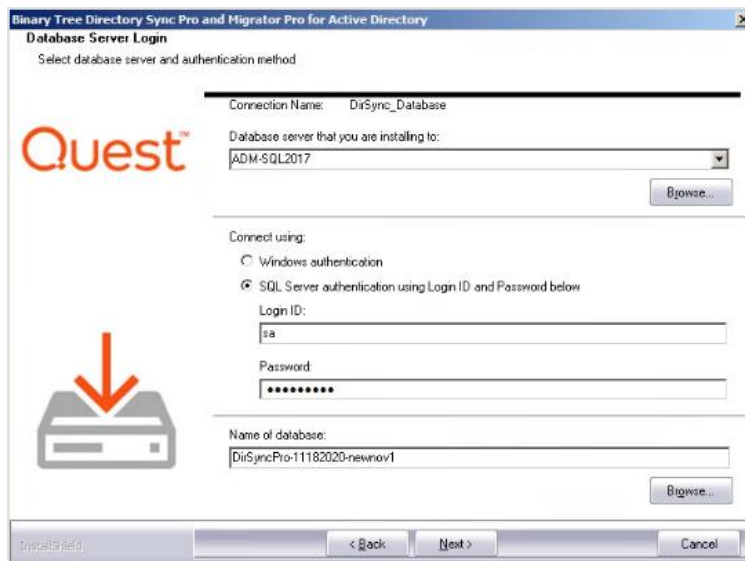 Binary Tree Directory Sync Pro and Migrator Pro for Active Directory
Database Server Login
Select database server and authentication method
Quest™
Connection Name: DirSync_Database
Database server that you are installing to:
ADM-SQL2017
Browse...
Connect using:
Windows authentication
SQL Server authentication using Login ID and Password below
Login ID:
sa
Password:
•••••••••
Name of database:
DirSyncPro-11182020-newnov1
Browse...
InstallShield
< Back
Next >
Cancel